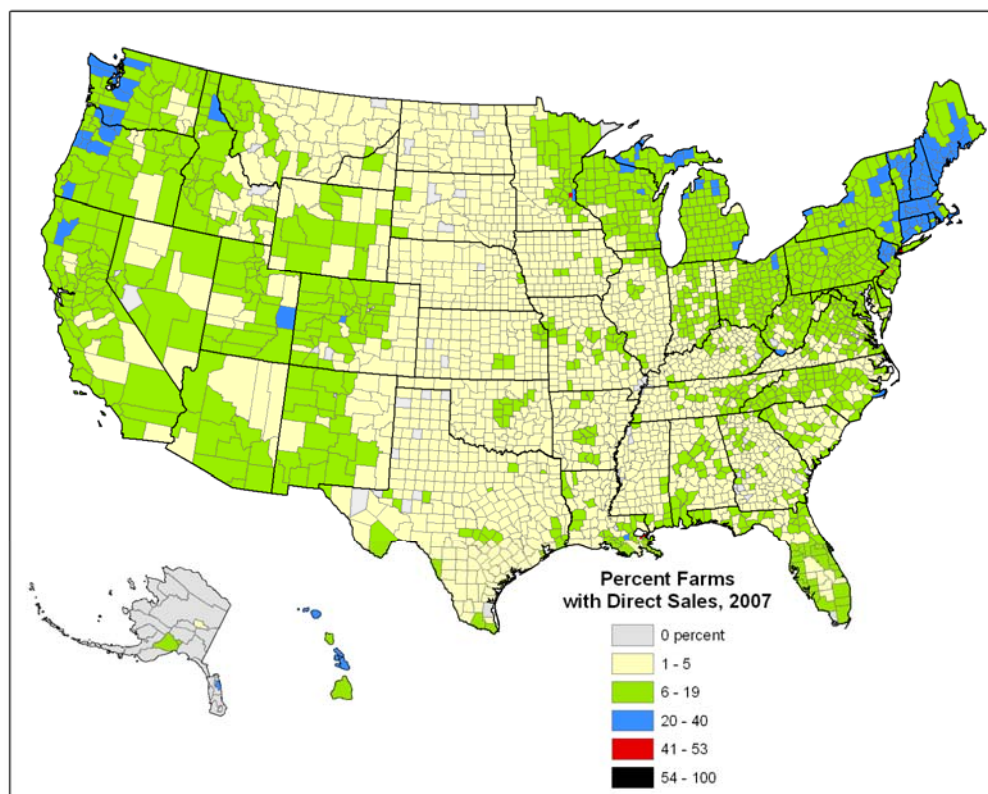 Percent Farms
with Direct Sales, 2007
0 percent
1 - 5
6 - 19
20 - 40
41 - 53
54 - 100